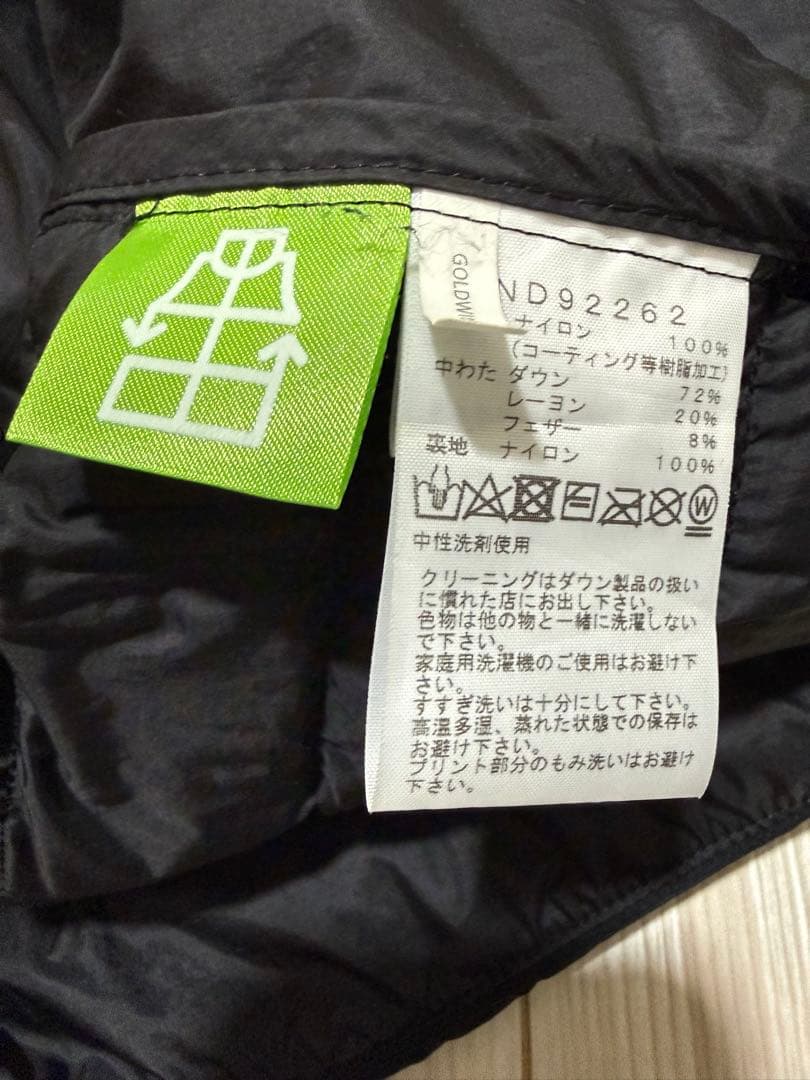 GOLDWI
ND92262
ナイロン 100%
(コーティング等樹脂加工)
中わた ダウン 72%
レーヨン 20%
フェザー 8%
裏地 ナイロン 100%
W
中性洗剤使用
クリーニングはダウン製品の扱い
に慣れた店にお出し下さい。
色物は他の物と一緒に洗濯しない
で下さい。
家庭用洗濯機のご使用はお避け下
さい。
すすぎ洗いは十分にして下さい。
高温多湿、蒸れた状態での保存は
お避け下さい。
プリント部分のもみ洗いはお避け
下さい。